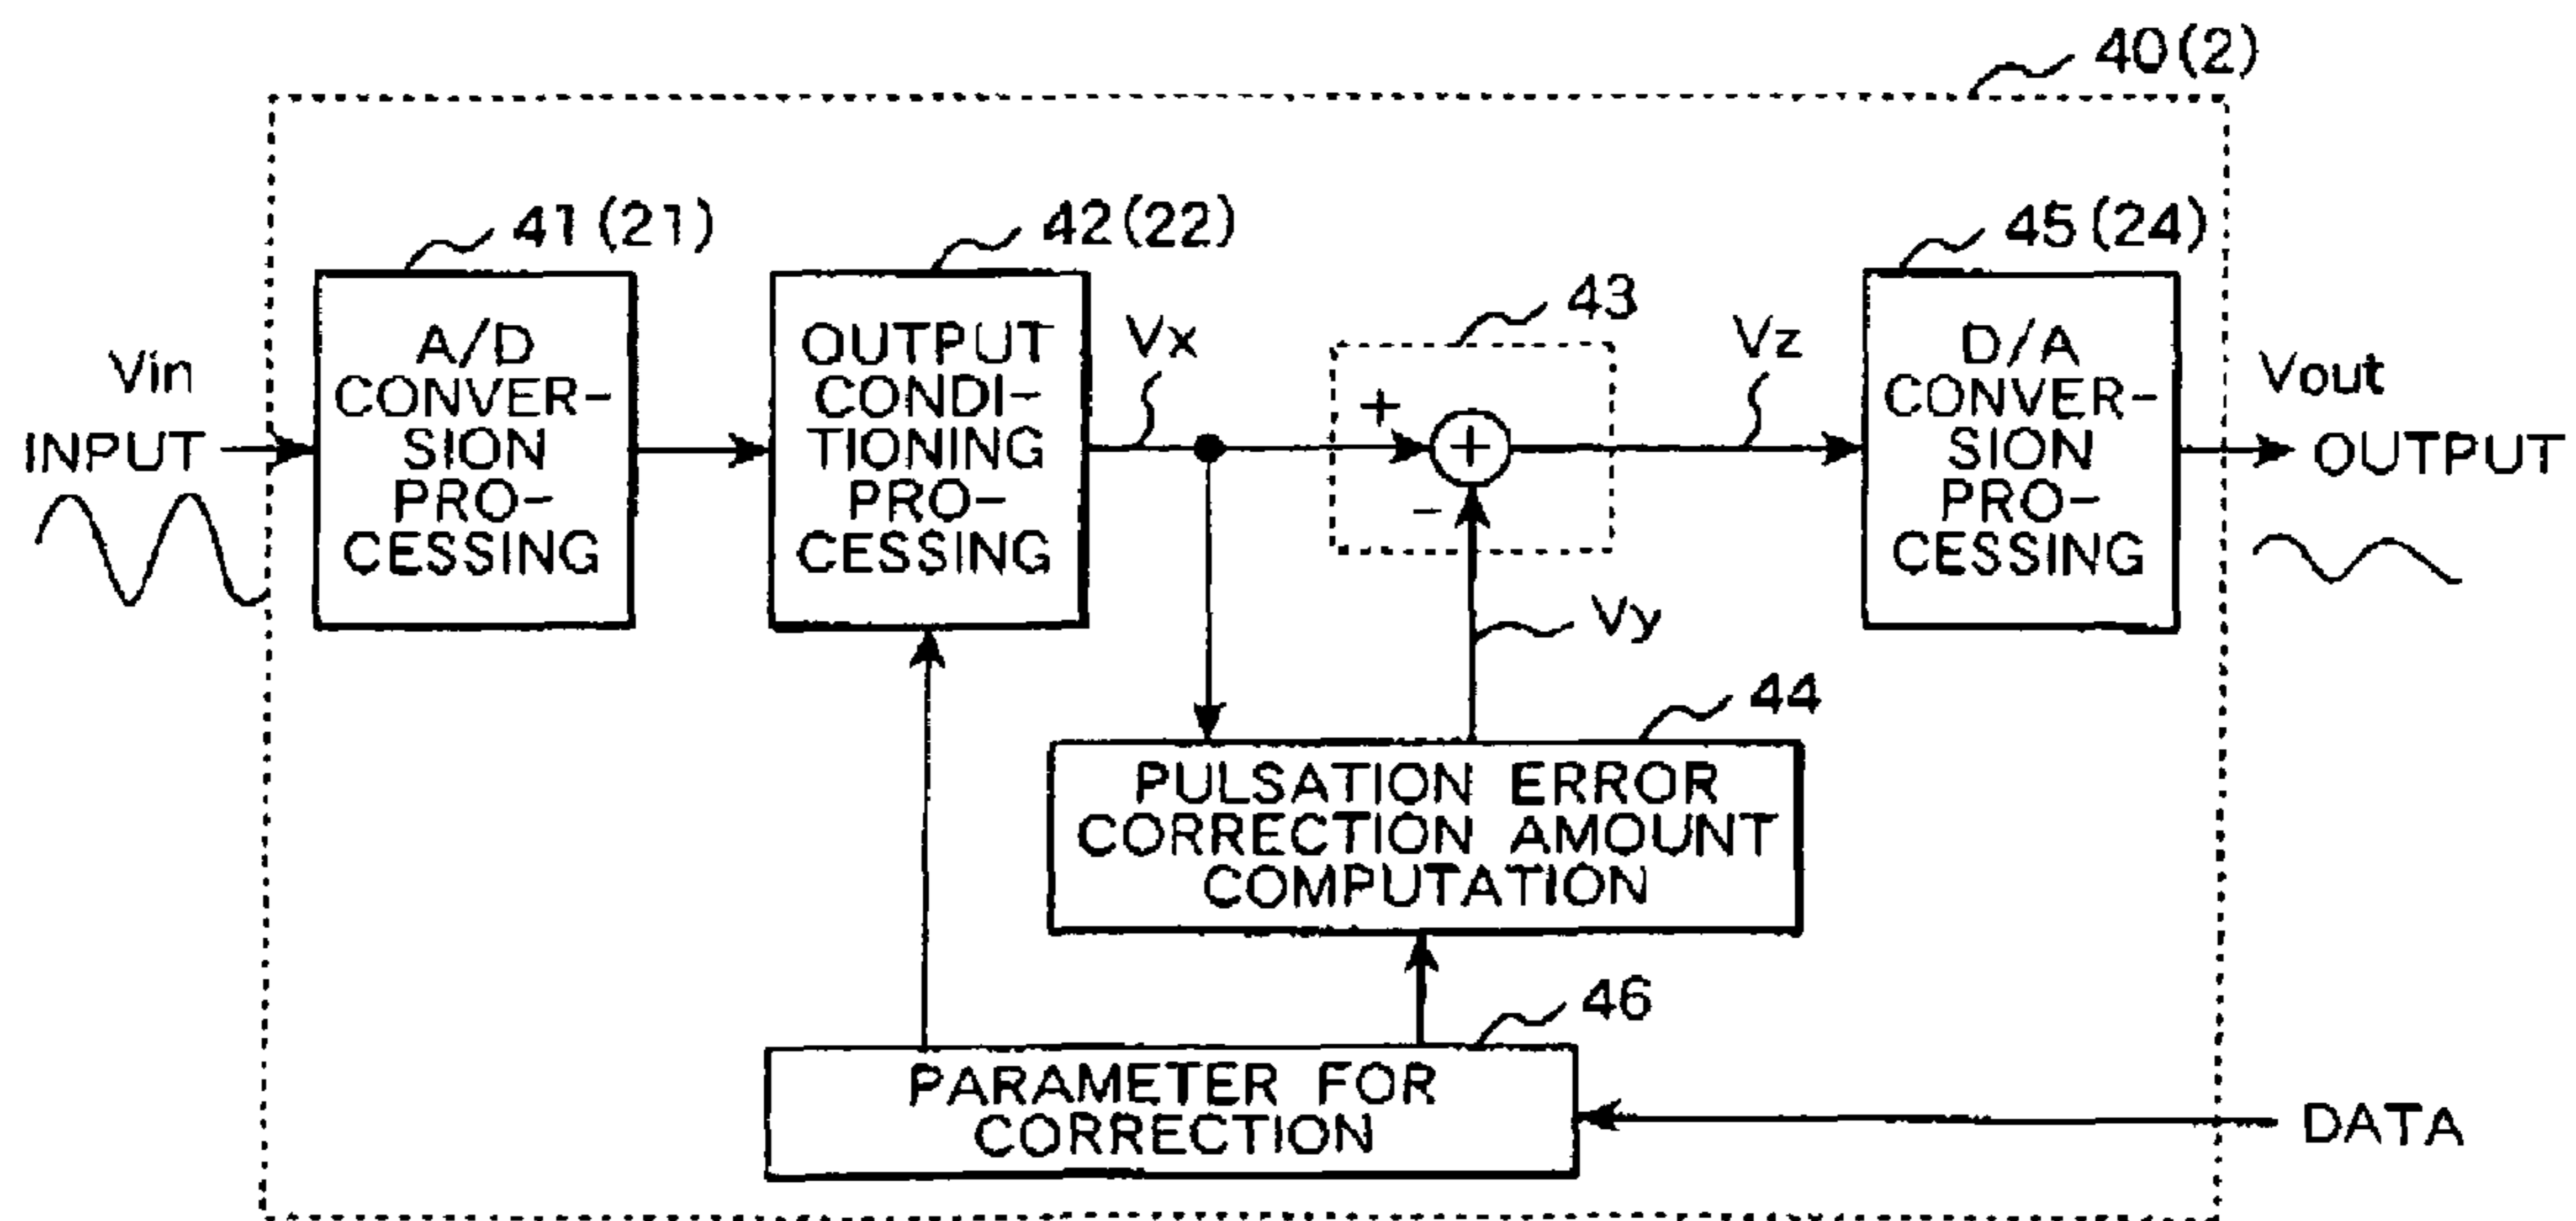 40(2)
41(21)
42(22)
45(24)
43
Vin
INPUT
A/D
CONVER-
SION
PRO-
CESSING
OUTPUT
CONDI-
TIONING
PRO-
CESSING
Vx
+
+
-
Vz
D/A
CONVER-
SION
PRO-
CESSING
Vout
OUTPUT
Vy
44
PULSATION ERROR
CORRECTION AMOUNT
COMPUTATION
46
PARAMETER FOR
CORRECTION
DATA